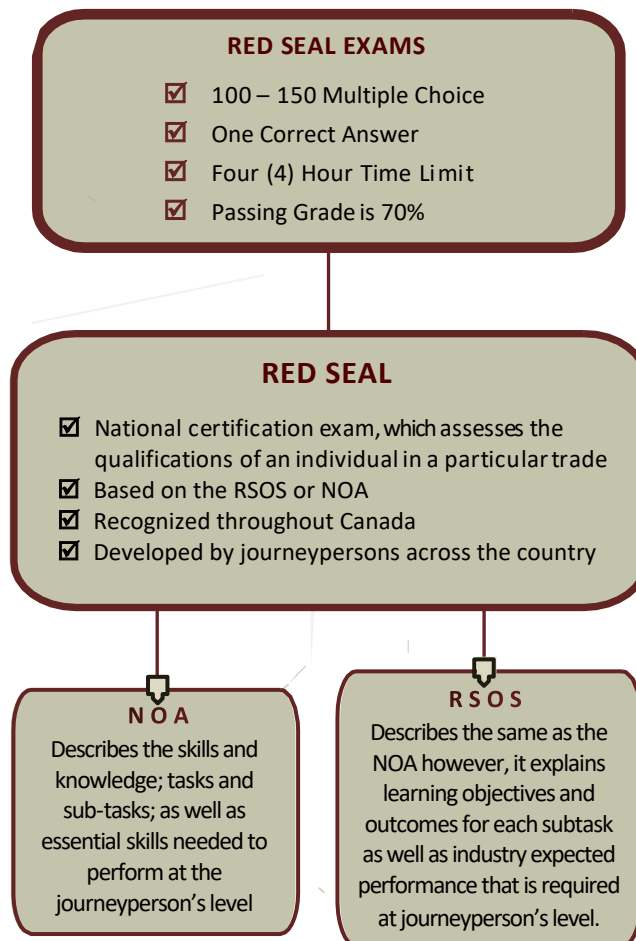 RED SEAL EXAMS
100 – 150 Multiple Choice
One Correct Answer
Four (4) Hour Time Limit
Passing Grade is 70%
RED SEAL
National certification exam, which assesses the
qualifications of an individual in a particular trade
Based on the RSOS or NOA
Recognized throughout Canada
Developed by journeypersons across the country
NOA
Describes the skills and
knowledge; tasks and
sub-tasks; as well as
essential skills needed to
perform at the
journeyperson's level
RSOS
Describes the same as the
NOA however, it explains
learning objectives and
outcomes for each subtask
as well as industry expected
performance that is required
at journeyperson's level.